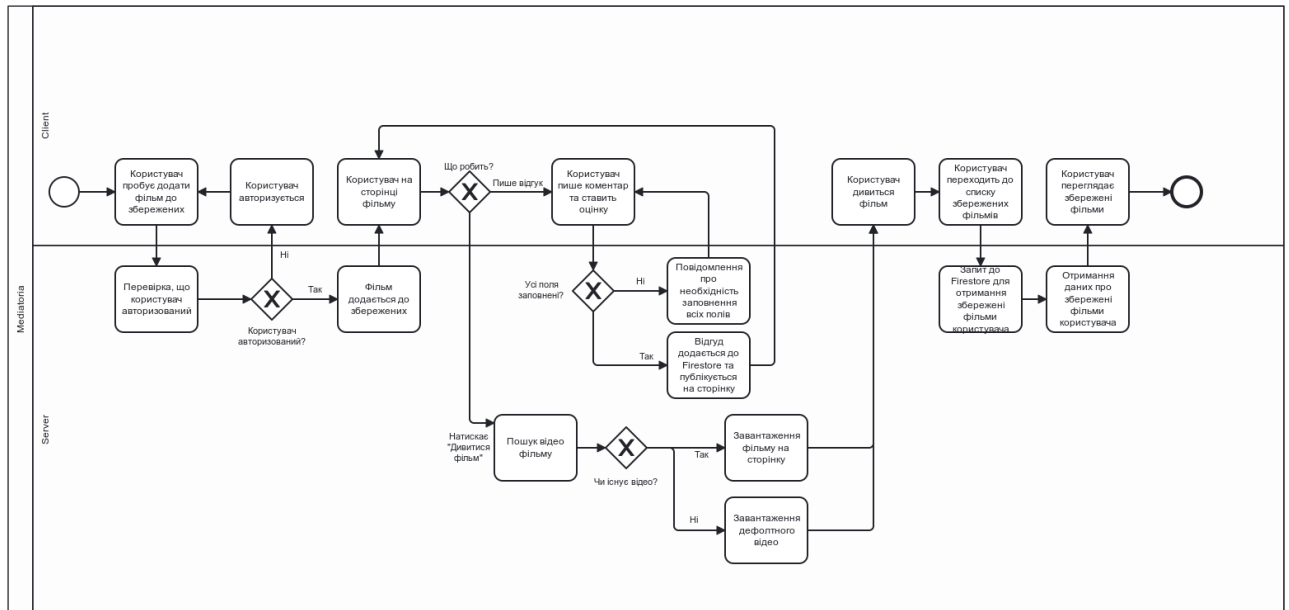 Mediatoria
Client
Користувач
пробує додати
фільм до
збережених
Користувач
авторизується
Користувач на
сторінці
фільму
Що робить?
Пише відгук
Користувач
пише коментар
та ставить
оцінку
Користувач
дивиться
фільм
Користувач
переходить до
списку
збережених
фільмів
Користувач
переглядає
збережені
фільми
Server
Перевірка, що
користувач
авторизований
Ні
Так
Користувач
авторизований?
Фільм
додається до
збережених
Усі поля
заповнені?
Ні
Повідомлення
про
необхідність
заповнення
всіх полів
Так
Відгуд
додається до
Firestore та
публікується
на сторінку
Запит до
Firestore для
отримання
збережені
фільми
користувача
Отримання
даних про
збережені
фільми
користувача
Натискає
"Дивитися
фільм"
Пошук відео
фільму
Чи існує відео?
Так
Завантаження
фільму на
сторінку
Ні
Завантаження
дефолтного
відео